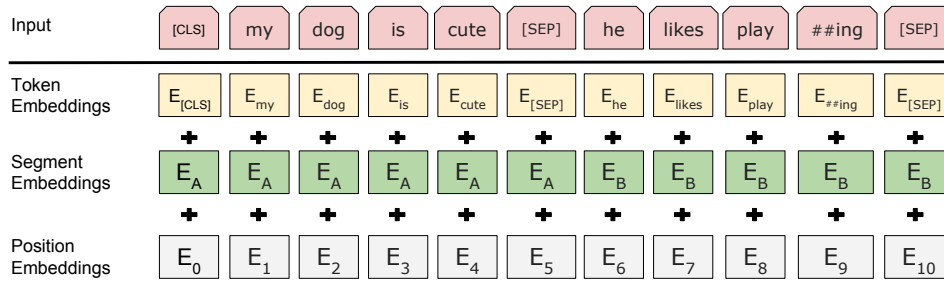 Input [CLS] my dog is cute [SEP] he likes play ##ing [SEP]
Token Embeddings E[CLS] Emy Edog Eis Ecute E[SEP] Ehe Elikes Eplay E##ing E[SEP]
+ + + + + + + + + + +
Segment Embeddings EA EA EA EA EA EA EB EB EB EB EB
+ + + + + + + + + + +
Position Embeddings E0 E1 E2 E3 E4 E5 E6 E7 E8 E9 E10